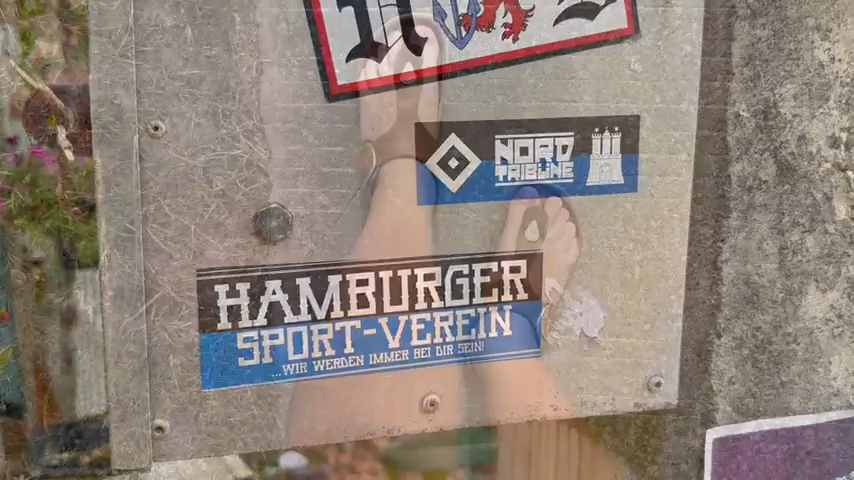 NORD
TRIBÜNE
HAMBURGER
SPORT-VEREIN
...WIR WERDEN IMMER BEI DIR SEIN!